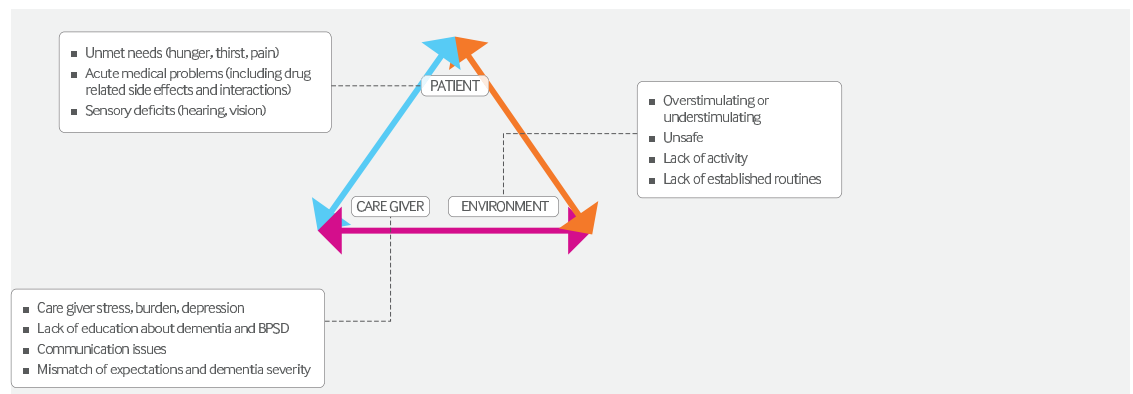 ■ Unmet needs (hunger, thirst, pain)
■ Acute medical problems (including drug
related side effects and interactions)
■ Sensory deficits (hearing, vision)
PATIENT
■ Overstimulating or
understimulating
■ Unsafe
■ Lack of activity
■ Lack of established routines
CARE GIVER
ENVIRONMENT
■ Care giver stress, burden, depression
■ Lack of education about dementia and BPSD
■ Communication issues
■ Mismatch of expectations and dementia severity